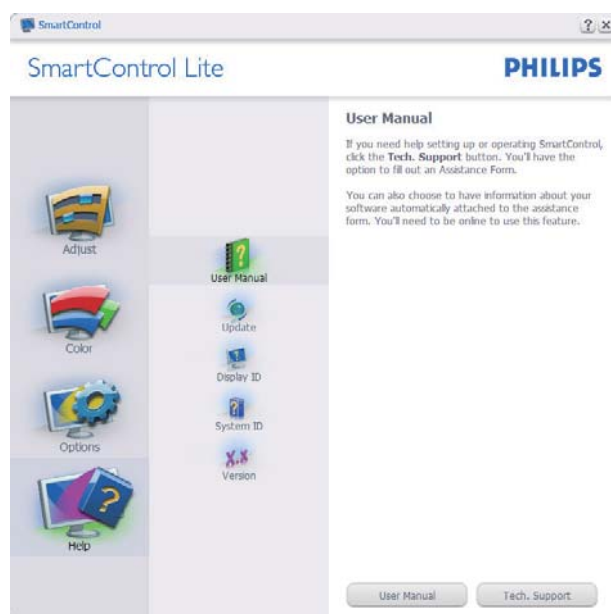 SmartControl
? x
SmartControl Lite
PHILIPS
Adjust
Color
Options
Help
User Manual
Update
Display ID
System ID
X.X
Version
User Manual
If you need help setting up or operating SmartControl,
click the Tech. Support button. You'll have the
option to fill out an Assistance Form.
You can also choose to have information about your
software automatically attached to the assistance
form. You'll need to be online to use this feature.
User Manual
Tech. Support